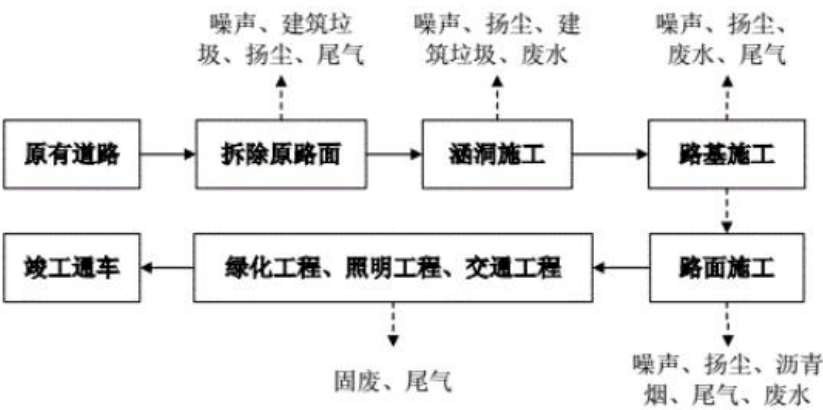 噪声、建筑垃
圾、扬尘、尾气
噪声、扬尘、建
筑垃圾、废水
噪声、扬尘、
废水、尾气
原有道路
拆除原路面
涵洞施工
路基施工
竣工通车
绿化工程、照明工程、交通工程
路面施工
固废、尾气
噪声、扬尘、沥青
烟、尾气、废水